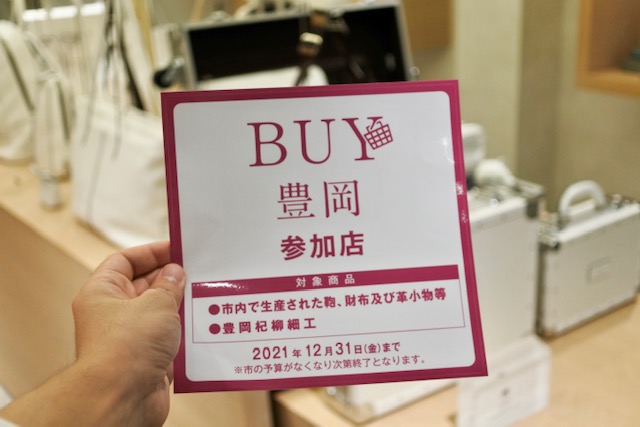 BUY
豊岡
参加店
対象商品
●市内で生産された鞄、財布及び革小物等
●豊岡杞柳細工
2021年12月31日(金)まで
※市の予算がなくなり次第終了となります。